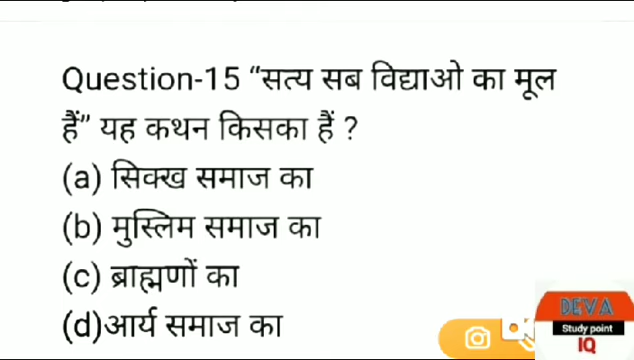 Question-15 “सत्य सब विद्याओ का मूल
हैं” यह कथन किसका हैं ?
(a) सिक्ख समाज का
(b) मुस्लिम समाज का
(c) ब्राह्मणों का
(d)आर्य समाज का
DEVA
Study point
IQ